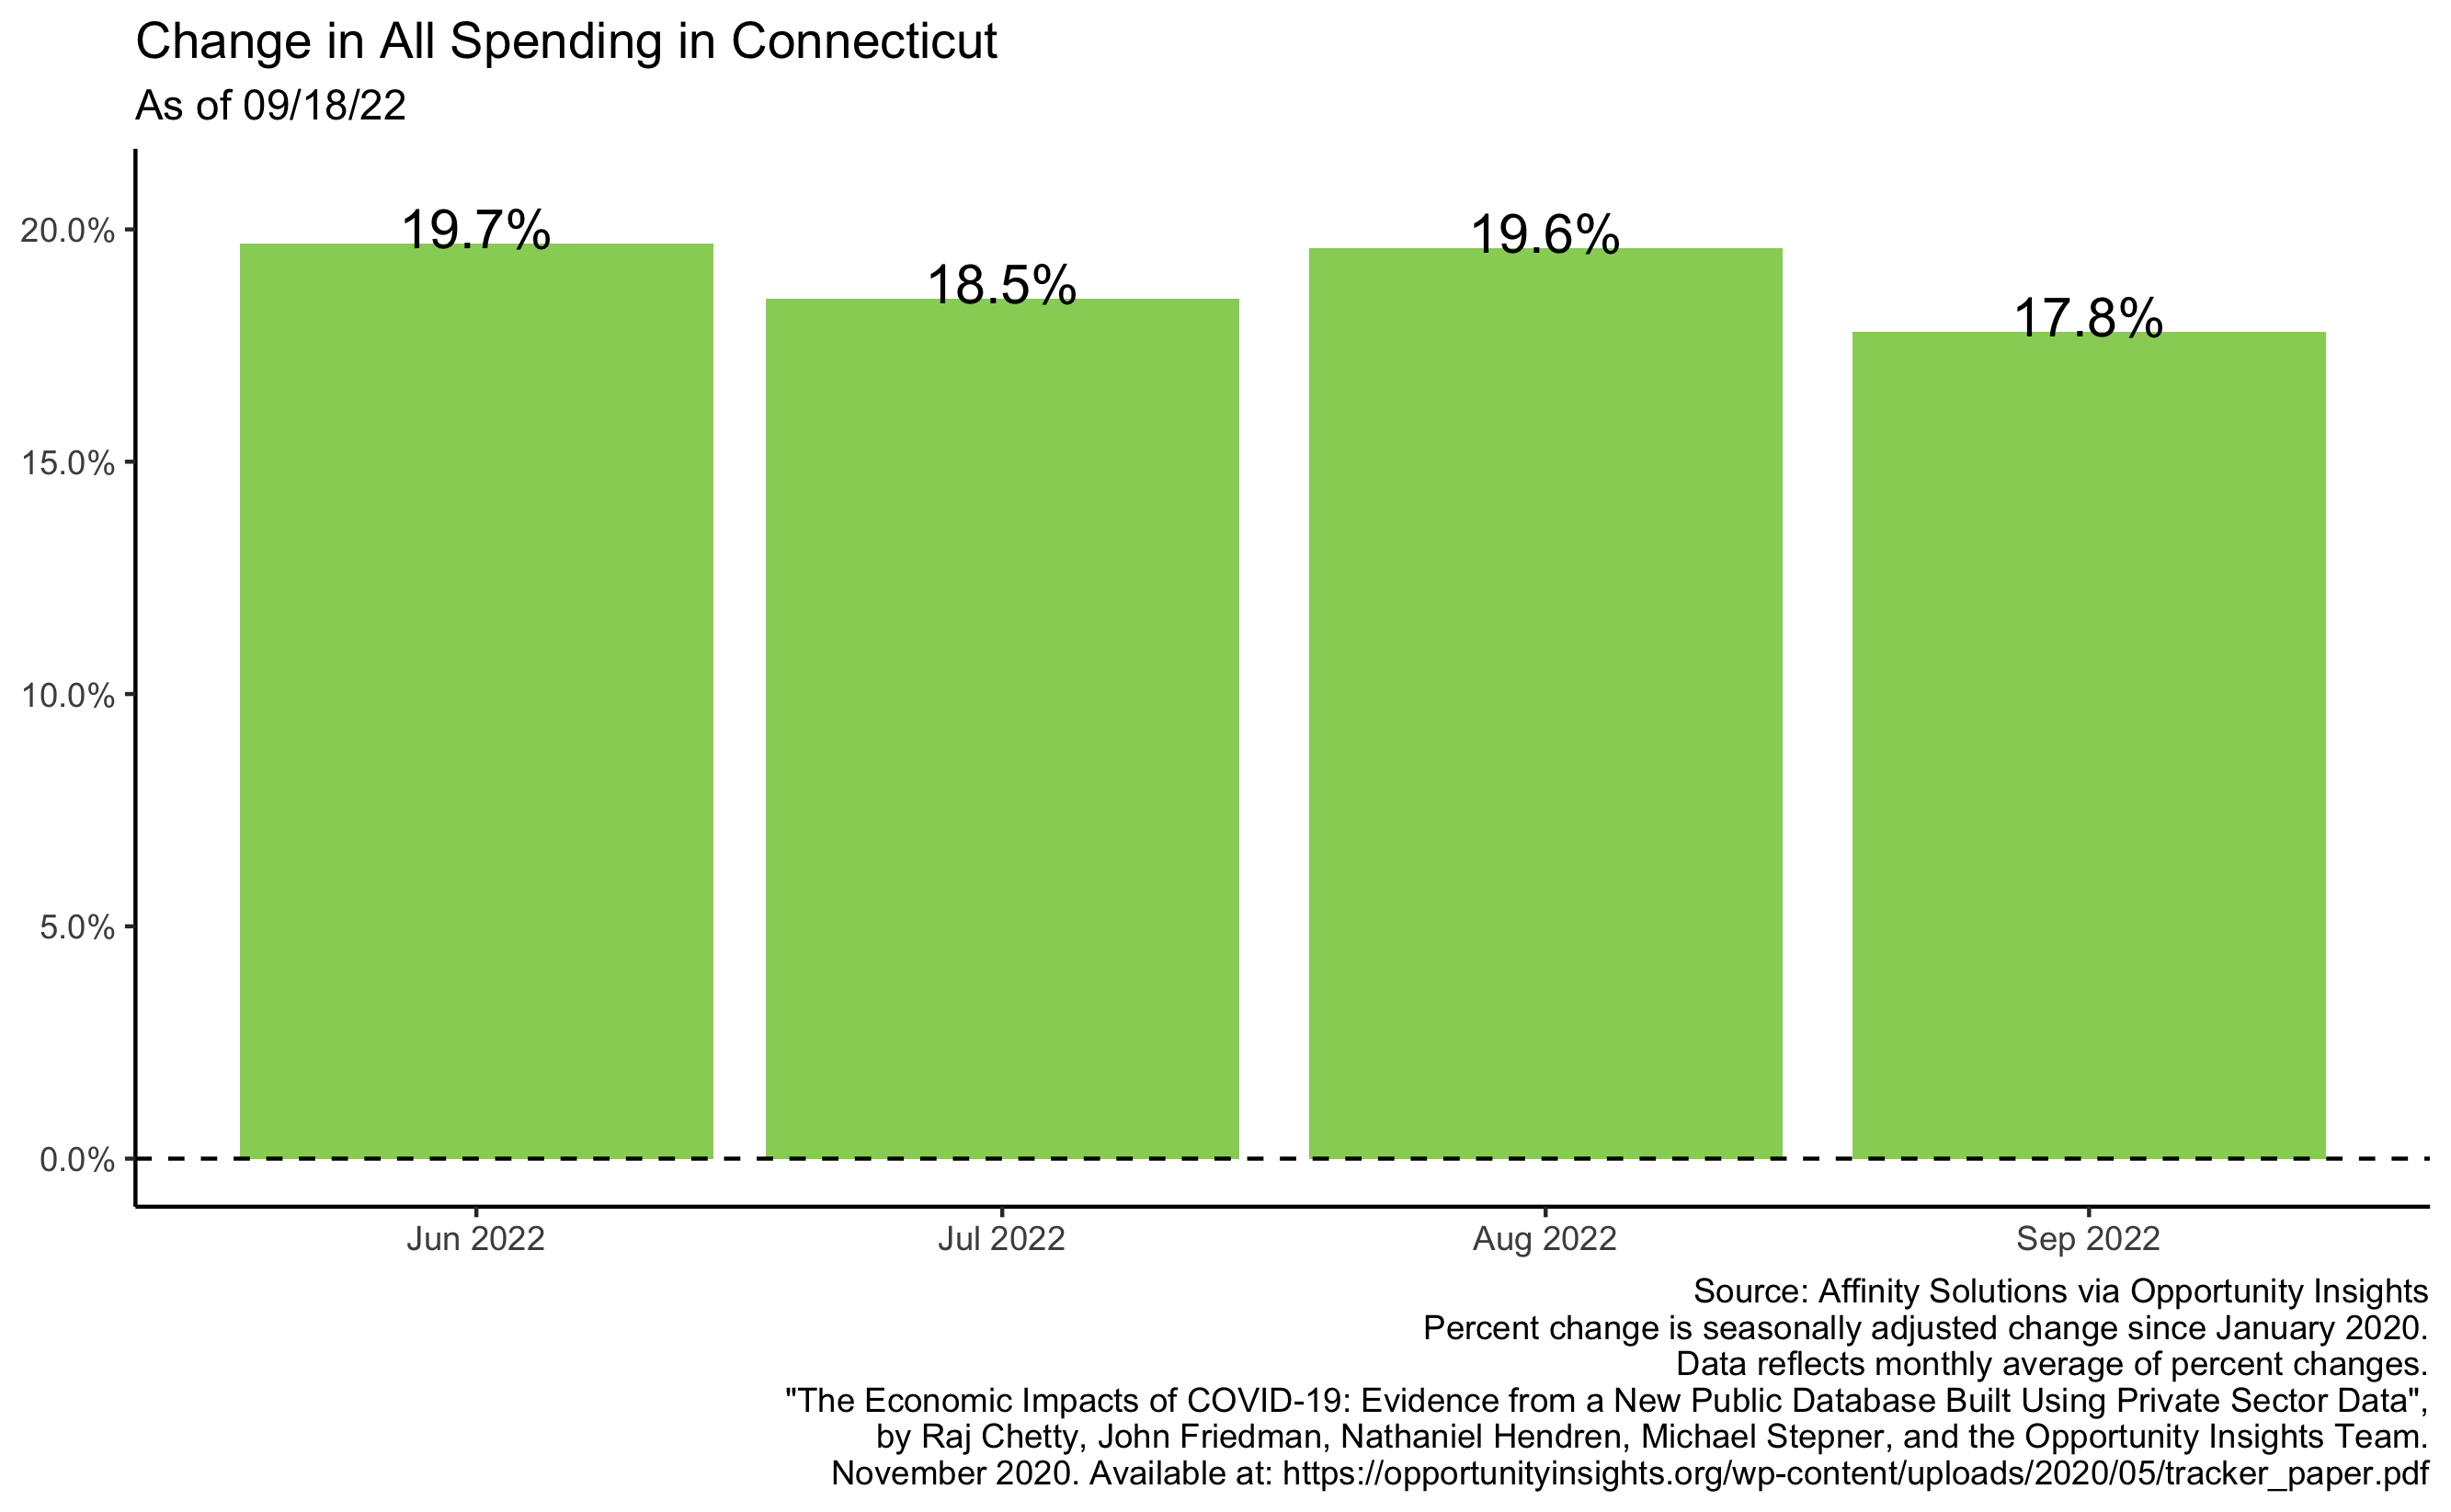 Change in All Spending in Connecticut
As of 09/18/22
20.0%
15.0%
10.0%
5.0%
0.0%
19.7%
18.5%
19.6%
17.8%
Jun 2022
Jul 2022
Aug 2022
Sep 2022
Source: Affinity Solutions via Opportunity Insights
Percent change is seasonally adjusted change since January 2020.
Data reflects monthly average of percent changes.
"The Economic Impacts of COVID-19: Evidence from a New Public Database Built Using Private Sector Data",
by Raj Chetty, John Friedman, Nathaniel Hendren, Michael Stepner, and the Opportunity Insights Team.
November 2020. Available at: https://opportunityinsights.org/wp-content/uploads/2020/05/tracker_paper.pdf